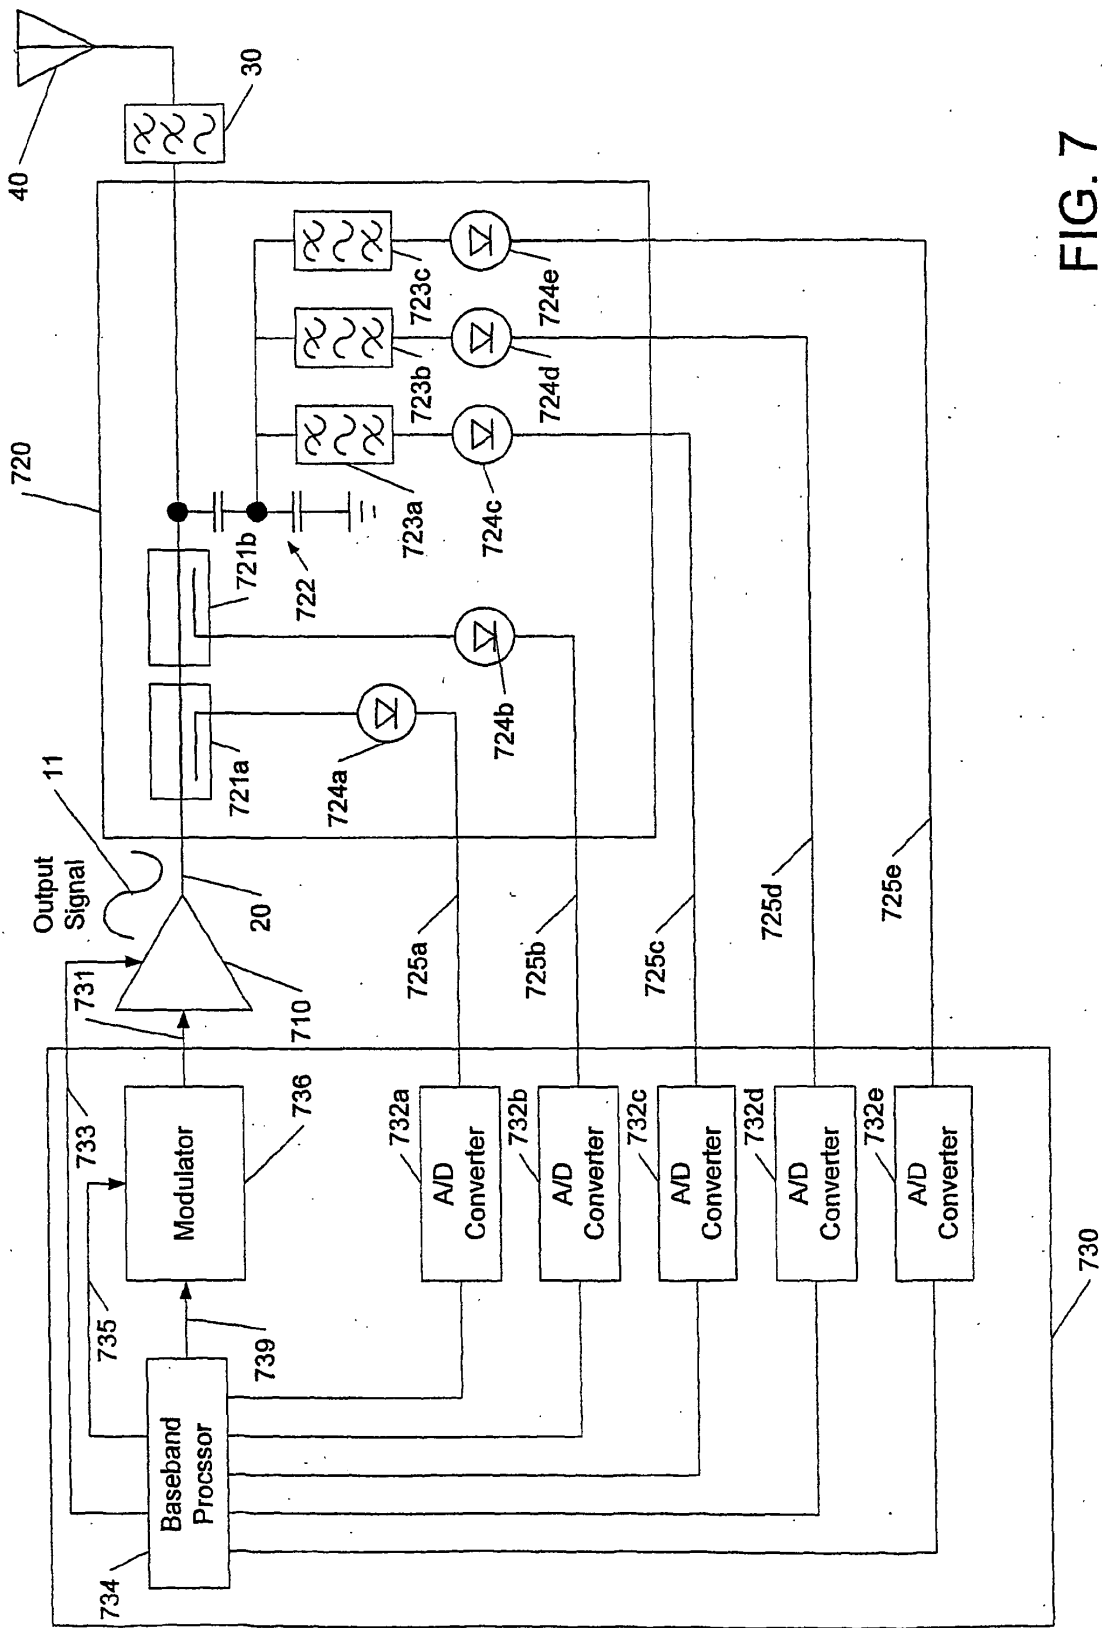 40
30
720
Output
Signal
11
20
731
710
721a
721b
722
723a
723b
723c
724a
724b
724c
724d
724e
725a
725b
725c
725d
725e
733
735
Modulator
736
739
Baseband
Procssor
734
732a
A/D
Converter
732b
A/D
Converter
732c
A/D
Converter
732d
A/D
Converter
732e
A/D
Converter
730
FIG. 7